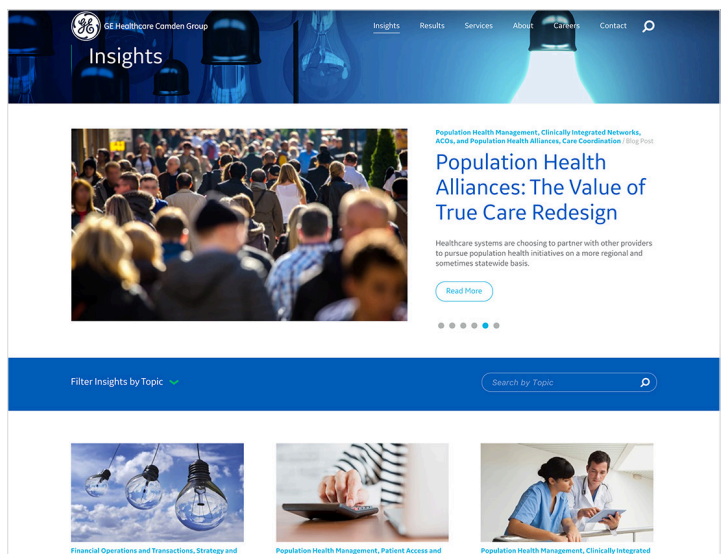 GE Healthcare Camden Group
Insights
Results
Services
About
Careers
Contact
Insights
Population Health Management, Clinically Integrated Networks,
ACOs, and Population Health Alliances, Care Coordination / Blog Post
Population Health
Alliances: The Value of
True Care Redesign
Healthcare systems are choosing to partner with other providers
to pursue population health initiatives on a more regional and
sometimes statewide basis.
Read More
Filter Insights by Topic
Search by Topic
Financial Operations and Transactions, Strategy and
Population Health Management, Patient Access and
Population Health Management, Clinically Integrated